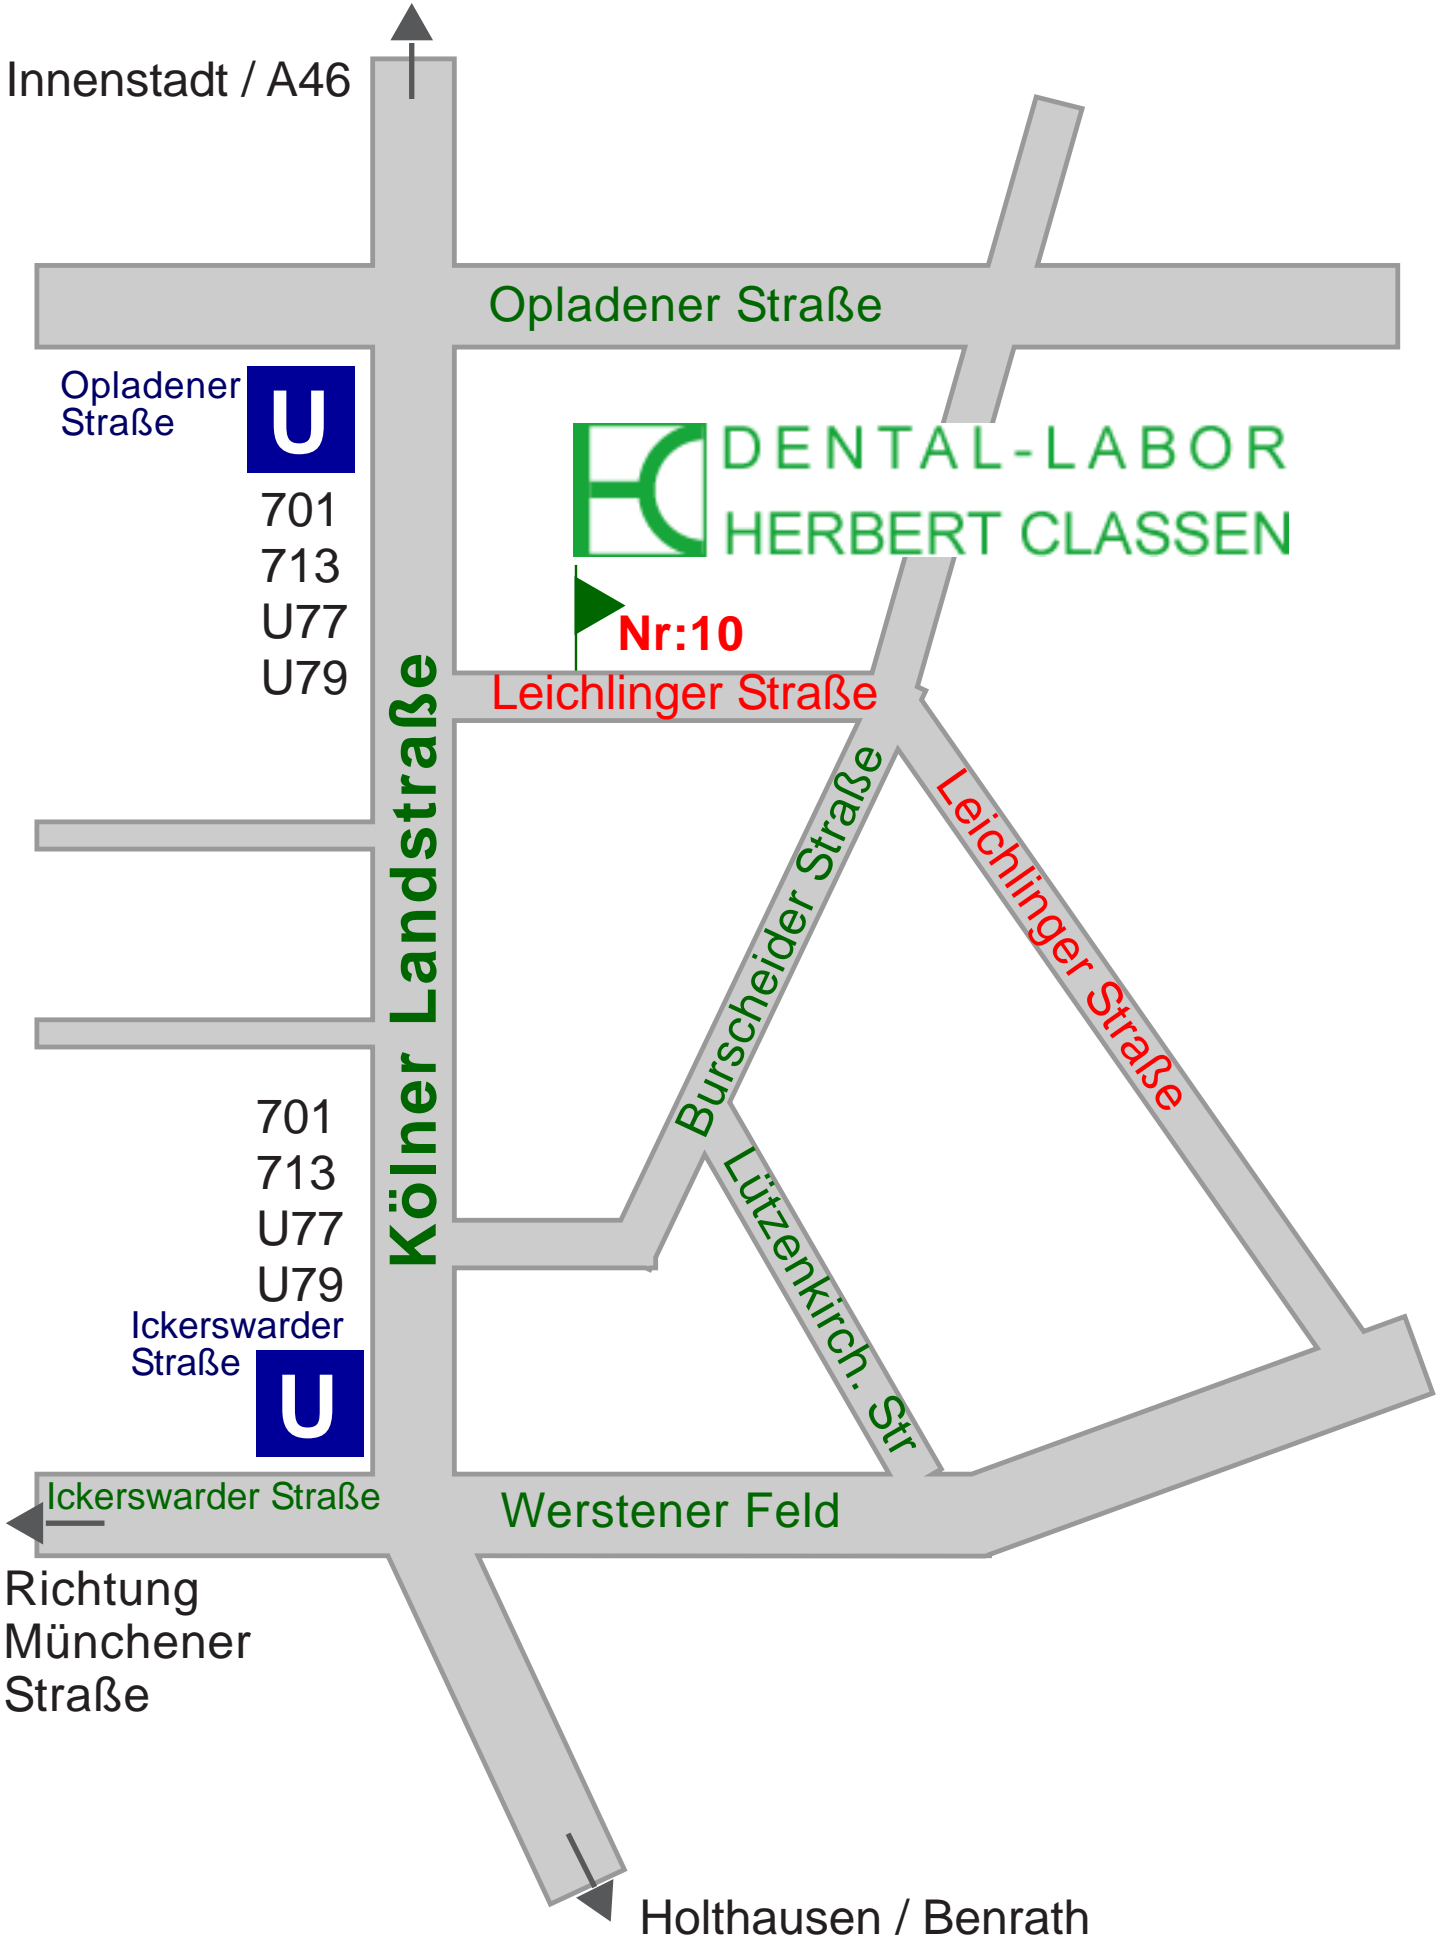 Innenstadt / A46
Opladener Straße
Opladener
Straße
U
701
713
U77
U79
DENTAL-LABOR
HERBERT CLASSEN
Nr:10
Leichlinger Straße
Kölner Landstraße
Burscheider Straße
Leichlinger Straße
701
713
U77
U79
Ickerswarder
Straße
U
Lützenkirch. Str
Ickerswarder Straße
Werstener Feld
Richtung
Münchener
Straße
Holthausen / Benrath